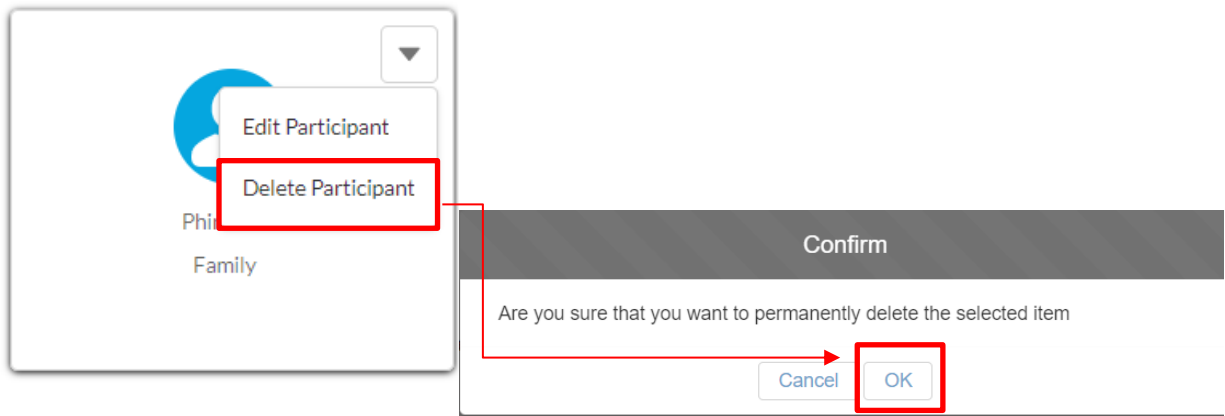 Edit Participant
Delete Participant
Family
Confirm
Are you sure that you want to permanently delete the selected item
Cancel
OK